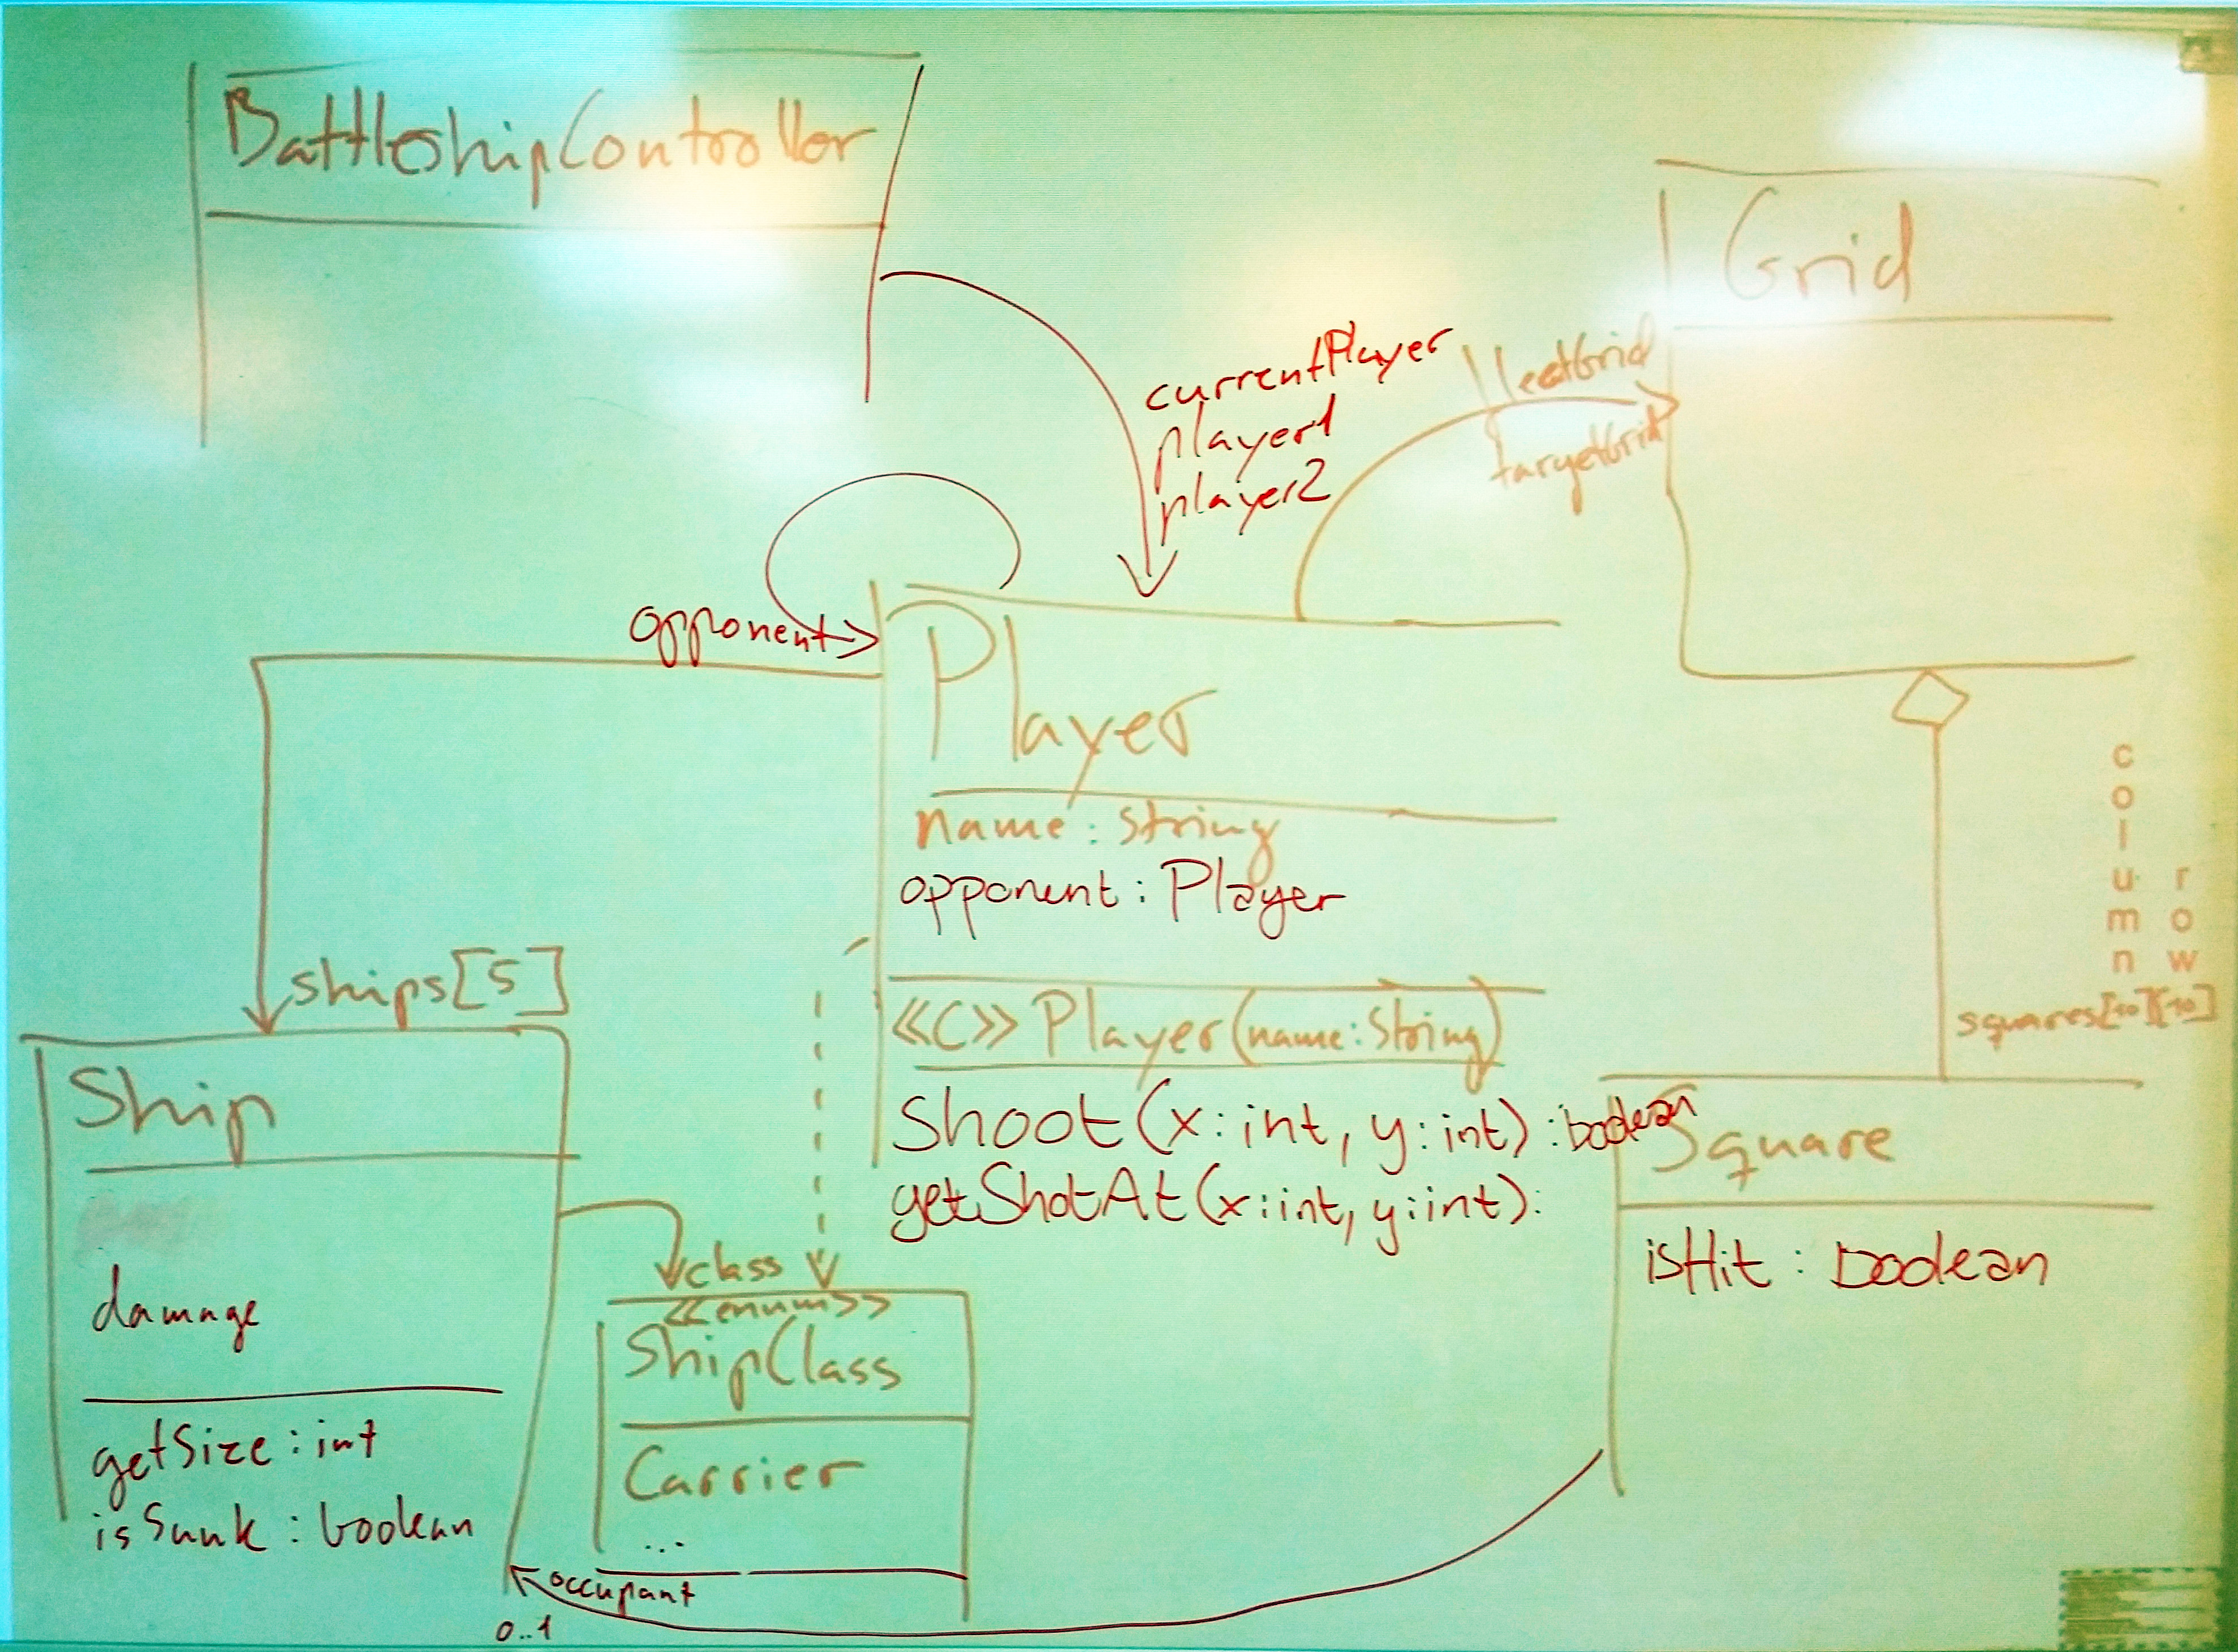 BattleshipController
Grid
currentPlayer
player1
player2
fleetGrid
targetGrid
opponent
Player
name : String
opponent : Player
<<C>> Player(name : String)
Shoot(x : int, y : int) : boolean
getShotAt(x : int, y : int) :
ships[5]
Ship
damage
getSize : int
isSunk : boolean
class
<<enum>>
ShipClass
Carrier
...
occupant
0..1
column
row
squares[10][10]
Square
isHit : boolean